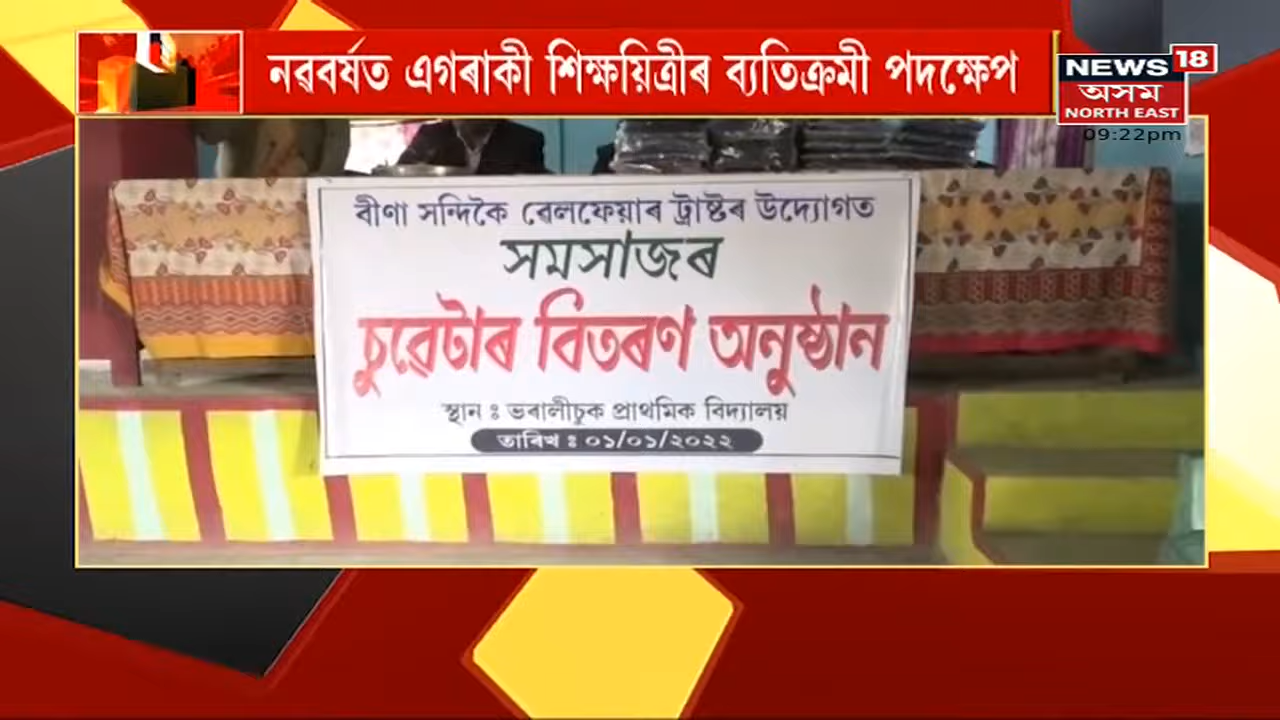 নৱবৰ্ষত এগৰাকী শিক্ষয়িত্ৰীৰ ব্যতিক্ৰমী পদক্ষেপ
NEWS 18
অসম
NORTH EAST
09:22pm
বীণা সন্দিকৈ ৱেলফেয়াৰ ট্ৰাষ্টৰ উদ্যোগত
সমসাজৰ
চুৱেটাৰ বিতৰণ অনুষ্ঠান
স্থান ঃ ভৰালীচুক প্ৰাথমিক বিদ্যালয়
তাৰিখ ঃ ০১/০১/২০২২